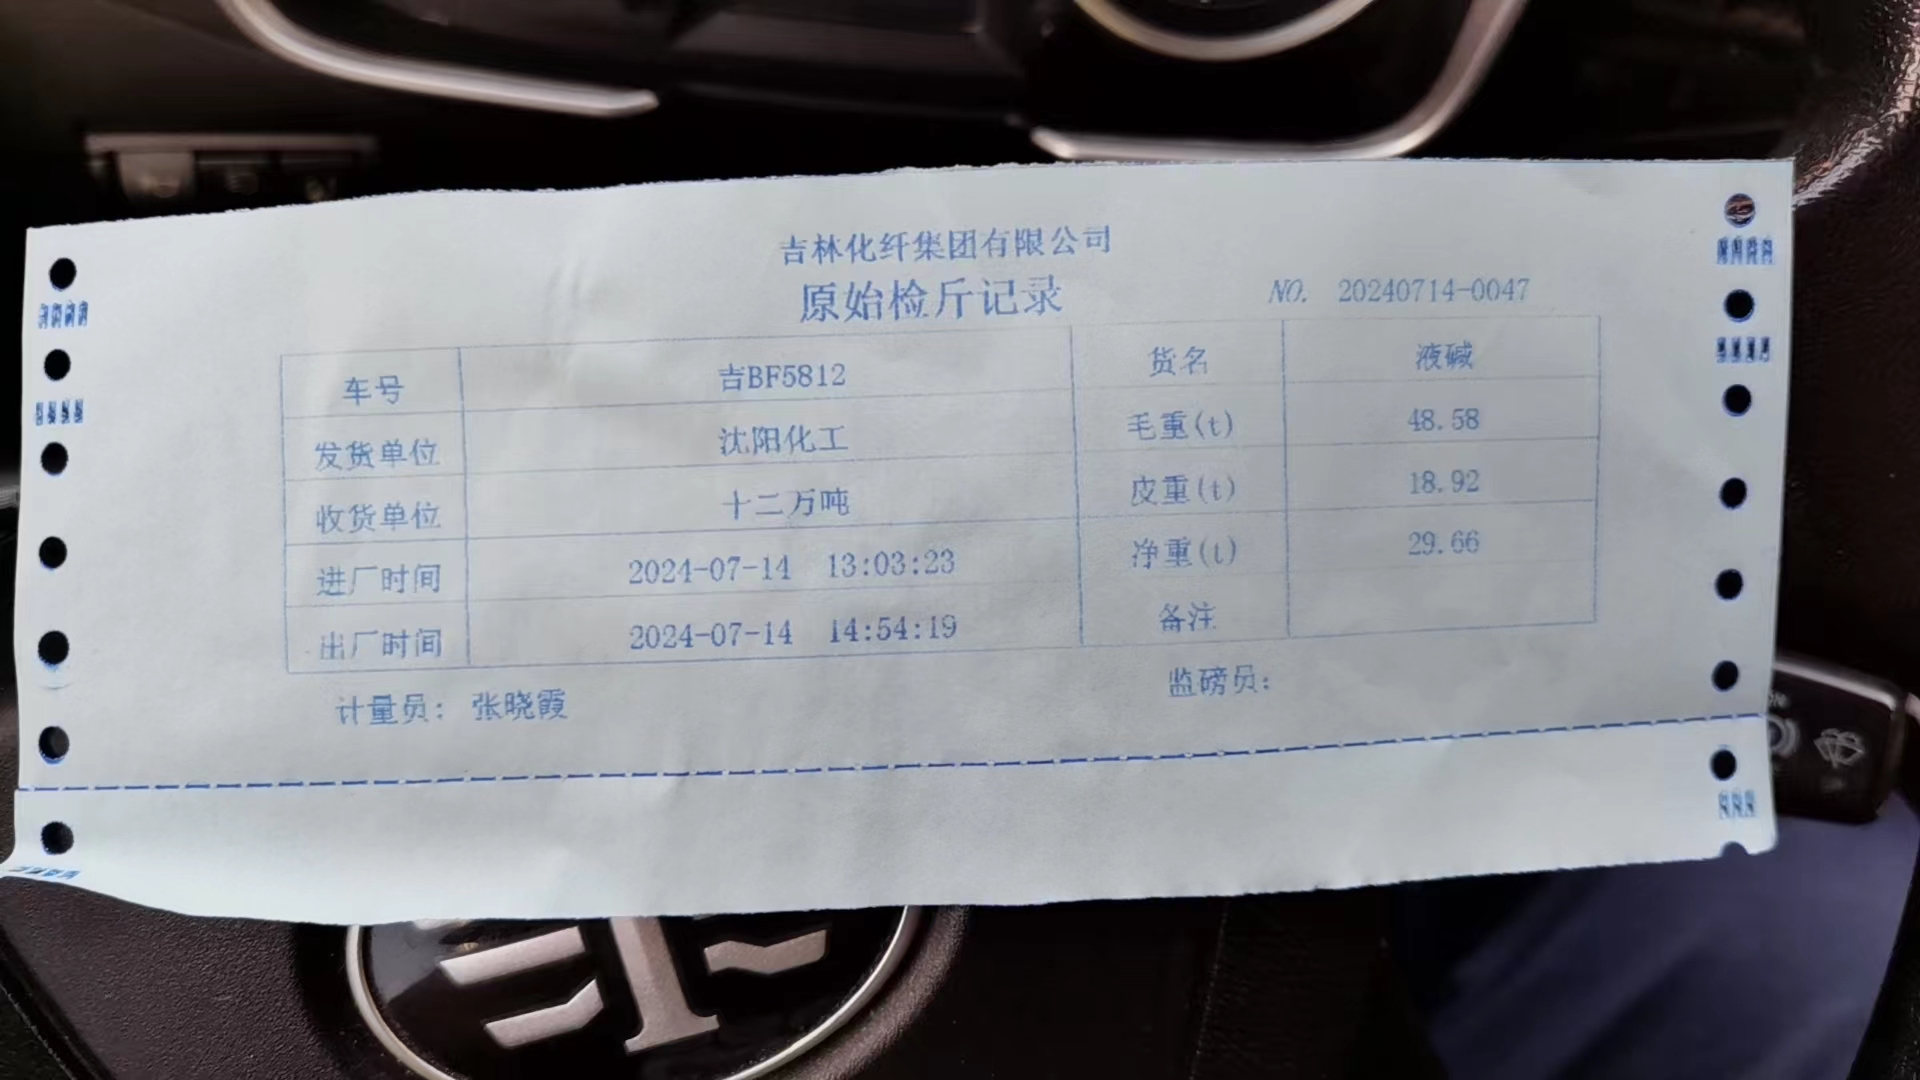 吉林化纤集团有限公司
原始检斤记录
NO. 20240714-0047
车号 吉BF5812 货名 液碱
发货单位 沈阳化工 毛重(t) 48.58
收货单位 十二万吨 皮重(t) 18.92
进厂时间 2024-07-14 13:03:23 净重(t) 29.66
出厂时间 2024-07-14 14:54:19 备注
计量员: 张晓霞 监磅员: